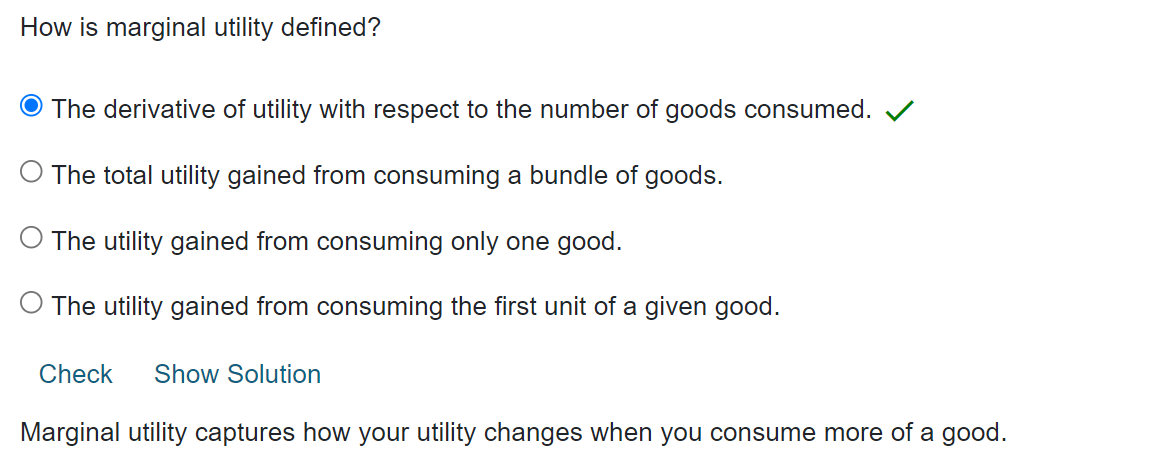 How is marginal utility defined?
The derivative of utility with respect to the number of goods consumed.
The total utility gained from consuming a bundle of goods.
The utility gained from consuming only one good.
The utility gained from consuming the first unit of a given good.
Check Show Solution
Marginal utility captures how your utility changes when you consume more of a good.